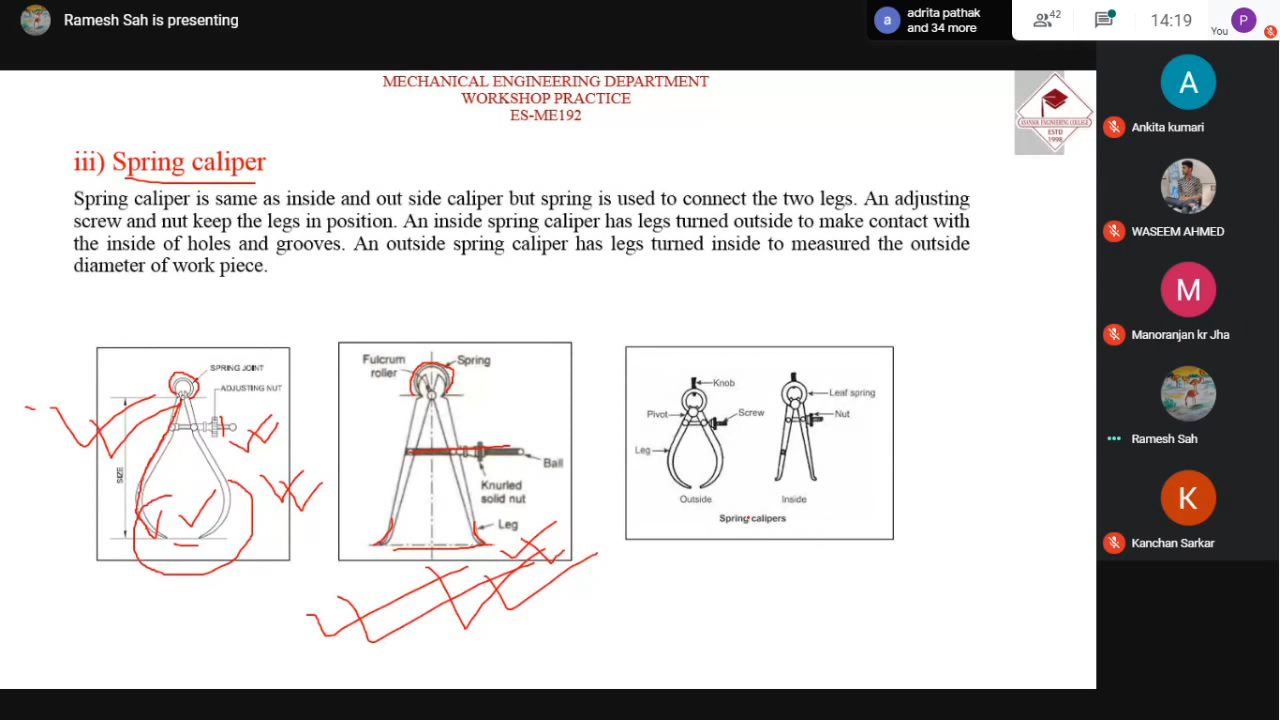 Ramesh Sah is presenting
a
adrita pathak
and 34 more
42
14:19
You
P
MECHANICAL ENGINEERING DEPARTMENT
WORKSHOP PRACTICE
ES-ME192
ASANSOL ENGINEERING COLLEGE
ESTD
1998
iii) Spring caliper
Spring caliper is same as inside and out side caliper but spring is used to connect the two legs. An adjusting
screw and nut keep the legs in position. An inside spring caliper has legs turned outside to make contact with
the inside of holes and grooves. An outside spring caliper has legs turned inside to measured the outside
diameter of work piece.
SPRING JOINT
ADJUSTING NUT
SIZE
Fulcrum
roller
Spring
Ball
Knurled
solid nut
Leg
Knob
Leaf spring
Pivot
Screw
Nut
Leg
Outside
Inside
Spring calipers
A
Ankita kumari
WASEEM AHMED
M
Manoranjan kr Jha
Ramesh Sah
K
Kanchan Sarkar